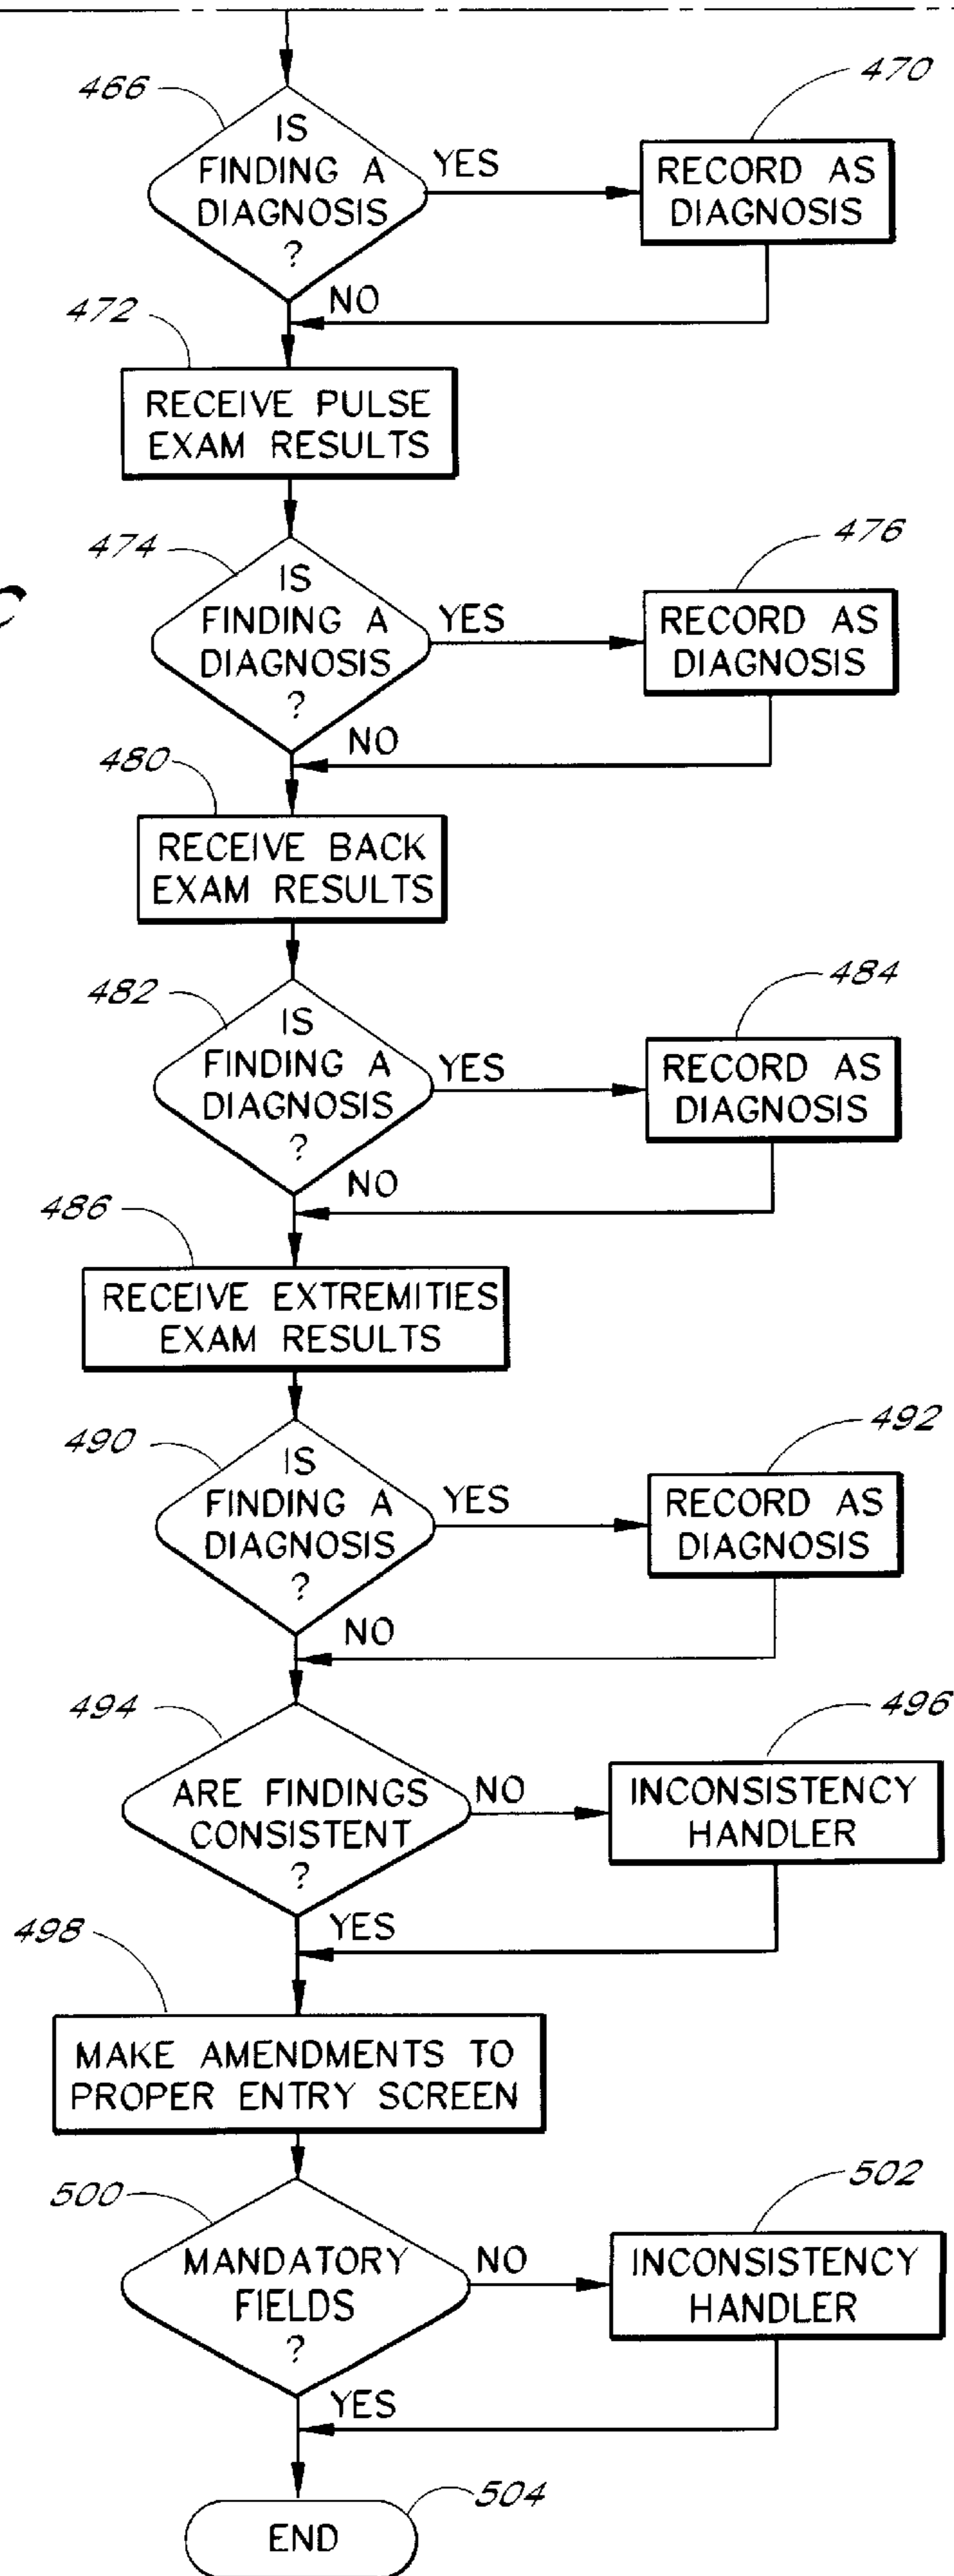 466
470
IS
FINDING A
DIAGNOSIS
?
YES
RECORD AS
DIAGNOSIS
NO
472
RECEIVE PULSE
EXAM RESULTS
474
476
IS
FINDING A
DIAGNOSIS
?
YES
RECORD AS
DIAGNOSIS
NO
480
RECEIVE BACK
EXAM RESULTS
482
484
IS
FINDING A
DIAGNOSIS
?
YES
RECORD AS
DIAGNOSIS
NO
486
RECEIVE EXTREMITIES
EXAM RESULTS
490
492
IS
FINDING A
DIAGNOSIS
?
YES
RECORD AS
DIAGNOSIS
NO
494
496
ARE FINDINGS
CONSISTENT
?
NO
INCONSISTENCY
HANDLER
YES
498
MAKE AMENDMENTS TO
PROPER ENTRY SCREEN
500
502
MANDATORY
FIELDS
?
NO
INCONSISTENCY
HANDLER
YES
504
END